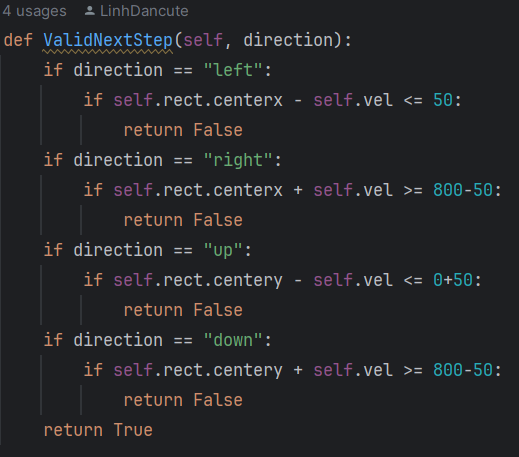 4 usages LinhDancute
def ValidNextStep(self, direction):
if direction == "left":
if self.rect.centerx - self.vel <= 50:
return False
if direction == "right":
if self.rect.centerx + self.vel >= 800-50:
return False
if direction == "up":
if self.rect.centery - self.vel <= 0+50:
return False
if direction == "down":
if self.rect.centery + self.vel >= 800-50:
return False
return True